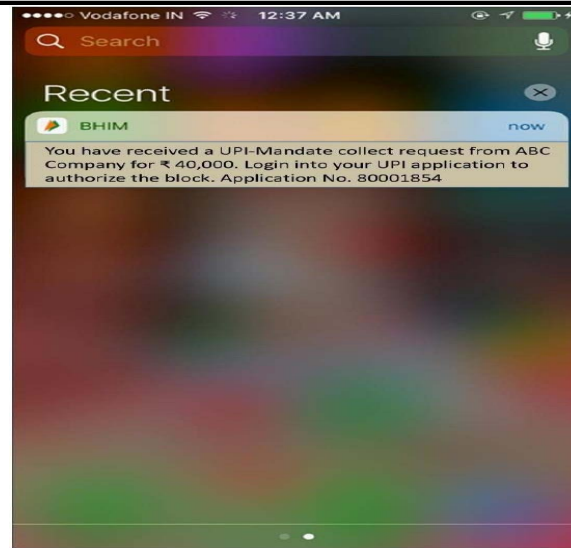 Vodafone IN 12:37 AM
Search
Recent
BHIM now
You have received a UPI-Mandate collect request from ABC
Company for ₹ 40,000. Login into your UPI application to
authorize the block. Application No. 80001854